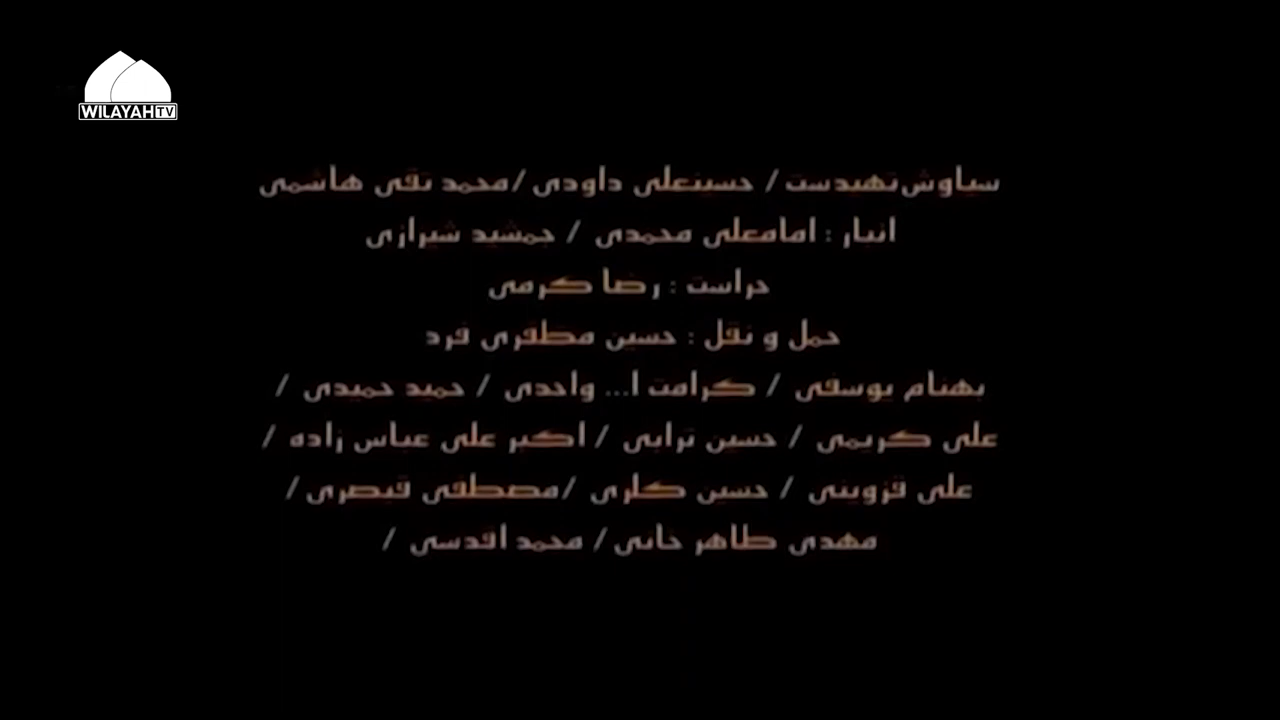 WILAYAH TV
سیاوش تهیدست / حسینعلی داودی / محمد تقی هاشمی
انبار : امامعلی محمدی / جمشید شیرازی
حراست : رضا کرمی
حمل و نقل : حسین مظفری فرد
بهنام یوسفی / کرامت ا... واحدی / حمید حمیدی /
علی کریمی / حسین ترابی / اکبر علی عباس زاده /
علی قزوینی / حسین کلری / مصطفی قیصری /
مهدی طاهر خانی / محمد اقدسی /